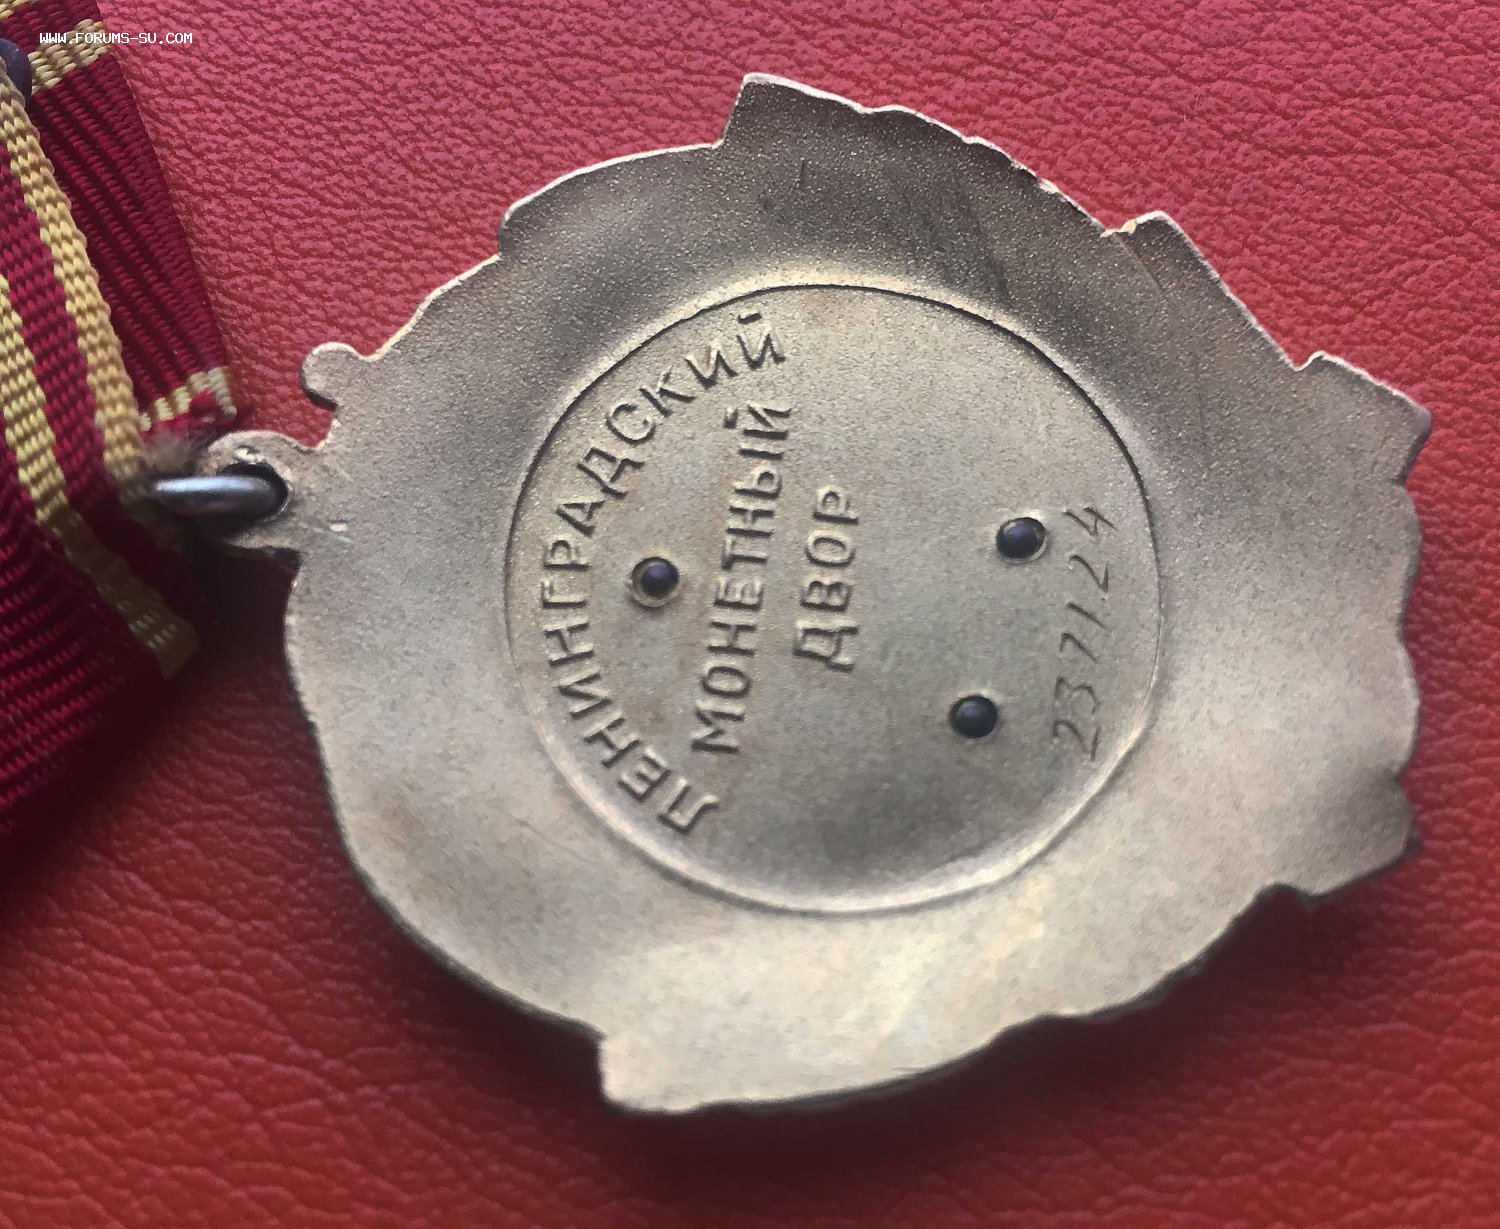 WWW.FORUMS-SU.COM
ЛЕНИНГРАДСКИЙ
МОНЕТНЫЙ
ДВОР
237124